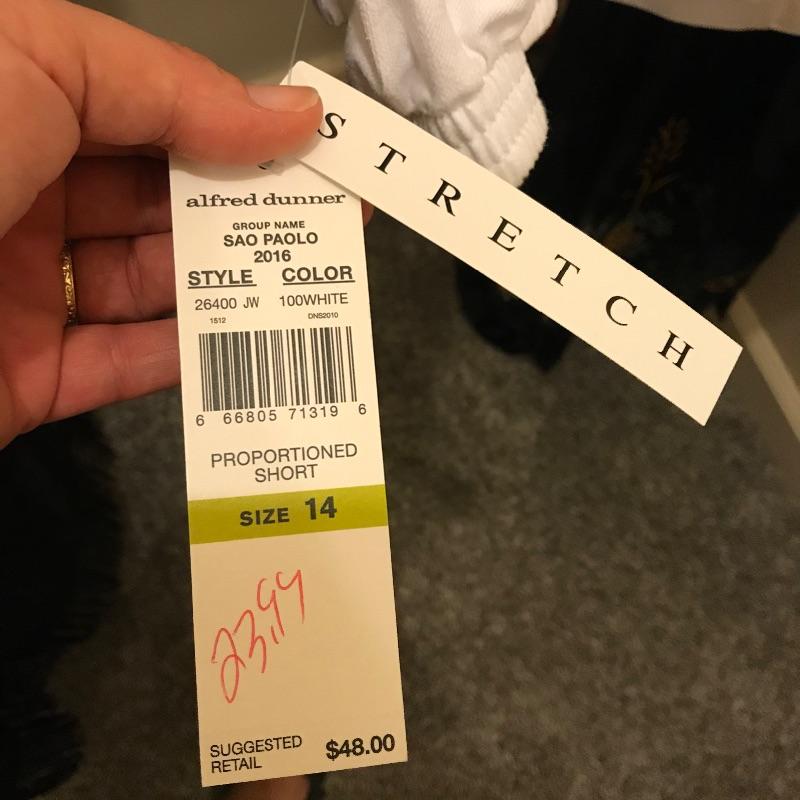 STRETCH
alfred dunner
GROUP NAME
SAO PAOLO
2016
STYLE COLOR
26400 JW 100WHITE
1512 DNS2010
6 66805 71319 6
PROPORTIONED
SHORT
SIZE 14
23.99
SUGGESTED
RETAIL $48.00